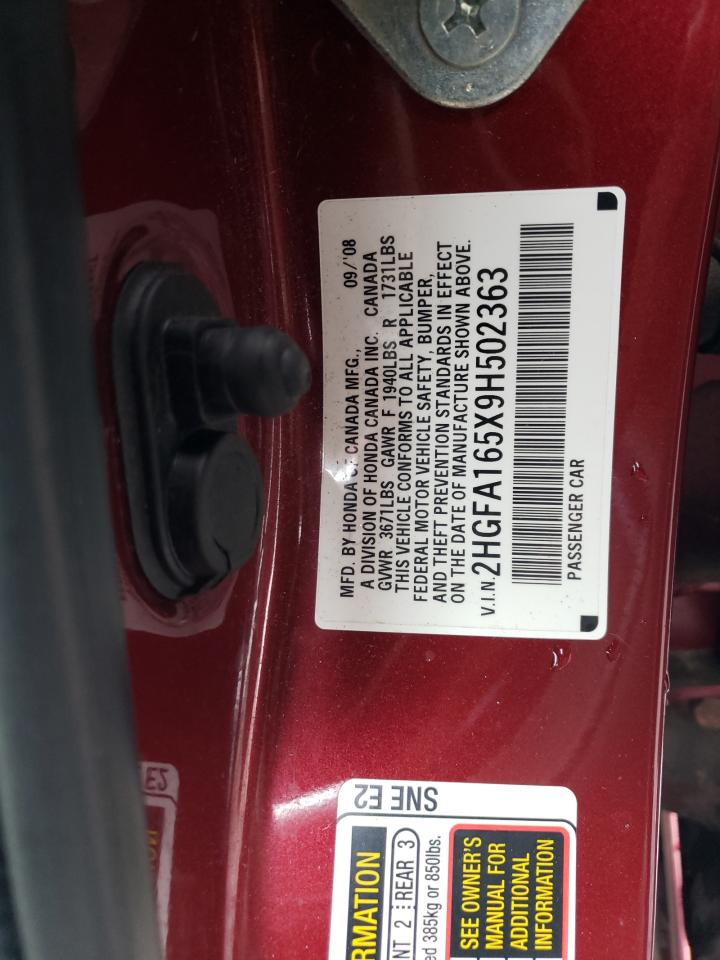 MFD. BY HONDA OF CANADA MFG., 09/'08
A DIVISION OF HONDA CANADA INC. CANADA
GVWR 3671LBS GAWR F 1940LBS R 1731LBS
THIS VEHICLE CONFORMS TO ALL APPLICABLE
FEDERAL MOTOR VEHICLE SAFETY, BUMPER,
AND THEFT PREVENTION STANDARDS IN EFFECT
ON THE DATE OF MANUFACTURE SHOWN ABOVE.
V.I.N. 2HGFA165X9H502363
PASSENGER CAR
SNE E2
RMATION
NT 2 REAR 3
ed 385kg or 850lbs.
SEE OWNER'S
MANUAL FOR
ADDITIONAL
INFORMATION